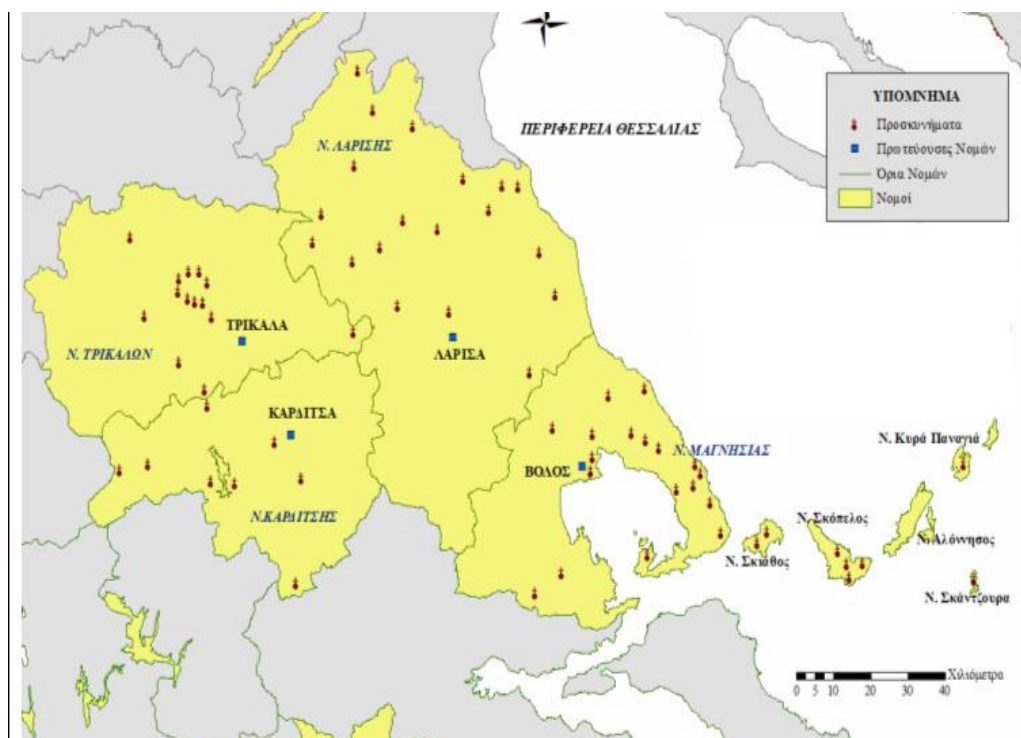 ΠΕΡΙΦΕΡΕΙΑ ΘΕΣΣΑΛΙΑΣ
ΥΠΟΜΝΗΜΑ
Προσκυνήματα
Πρωτεύουσες Νομών
Όρια Νομών
Νομοί
Ν. ΛΑΡΙΣΗΣ
ΤΡΙΚΑΛΑ
Ν. ΤΡΙΚΑΛΩΝ
ΛΑΡΙΣΑ
ΚΑΡΔΙΤΣΑ
Ν. Κυρά Παναγιά
Ν. ΜΑΓΝΗΣΙΑΣ
ΒΟΛΟΣ
Ν.ΚΑΡΔΙΤΣΗΣ
Ν. Σκόπελος
Ν. Αλόννησος
Ν. Σκιάθος
Ν. Σκάντζουρα
Χιλιόμετρα
0 5 10 20 30 40